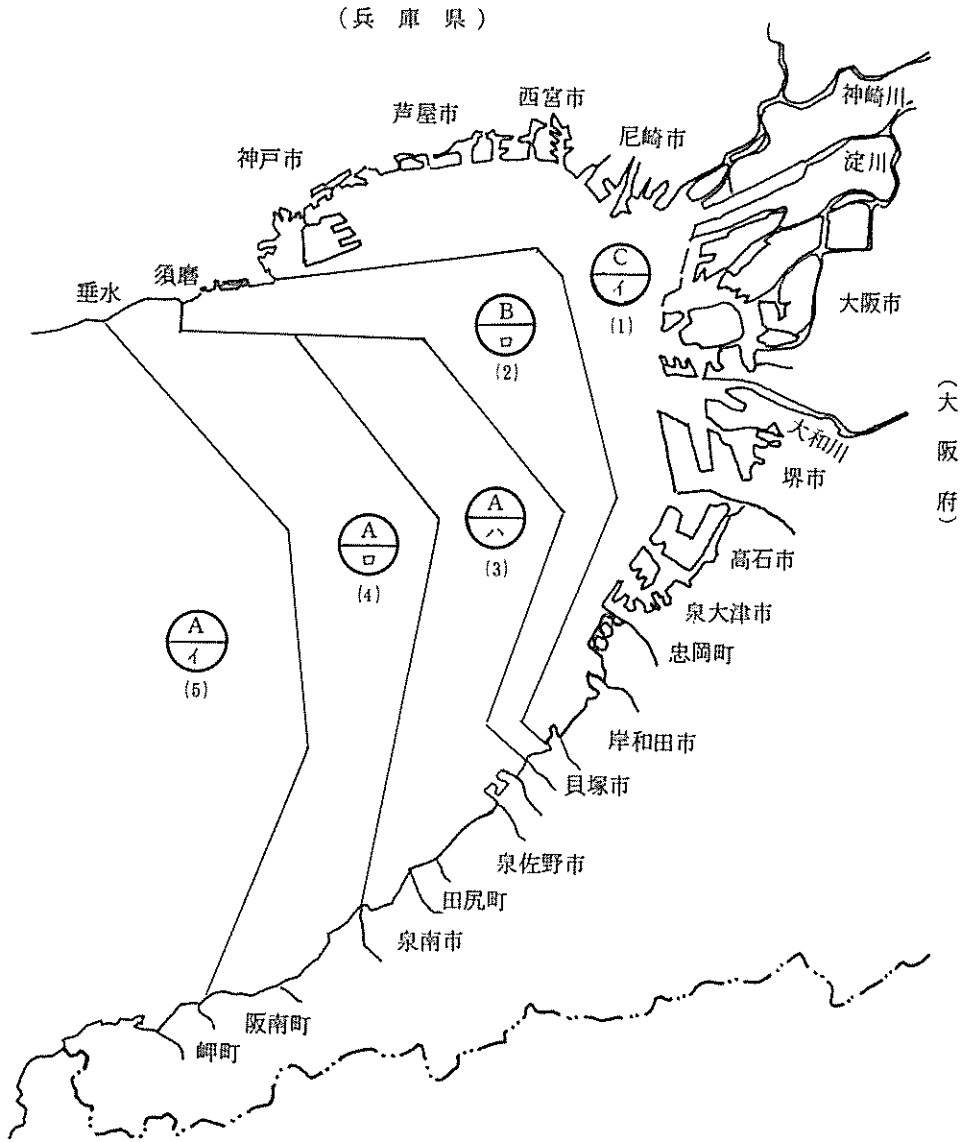 (兵庫県)
神崎川
西宮市
芦屋市
尼崎市
神戸市
淀川
須磨
垂水
C
イ
(1)
大阪市
B
ロ
(2)
(大阪府)
大和川
堺市
A
ハ
(3)
A
ロ
(4)
高石市
泉大津市
A
イ
(5)
忠岡町
岸和田市
貝塚市
泉佐野市
田尻町
泉南市
阪南町
岬町